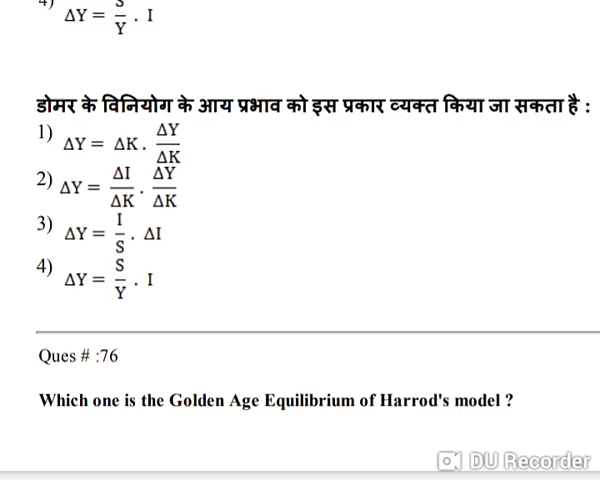 4) ΔY = S/Y . I
डोमर के विनियोग के आय प्रभाव को इस प्रकार व्यक्त किया जा सकता है :
1) ΔY = ΔK . ΔY/ΔK
2) ΔY = ΔI/ΔK . ΔY/ΔK
3) ΔY = I/S . ΔI
4) ΔY = S/Y . I
Ques # :76
Which one is the Golden Age Equilibrium of Harrod's model ?
DU Recorder